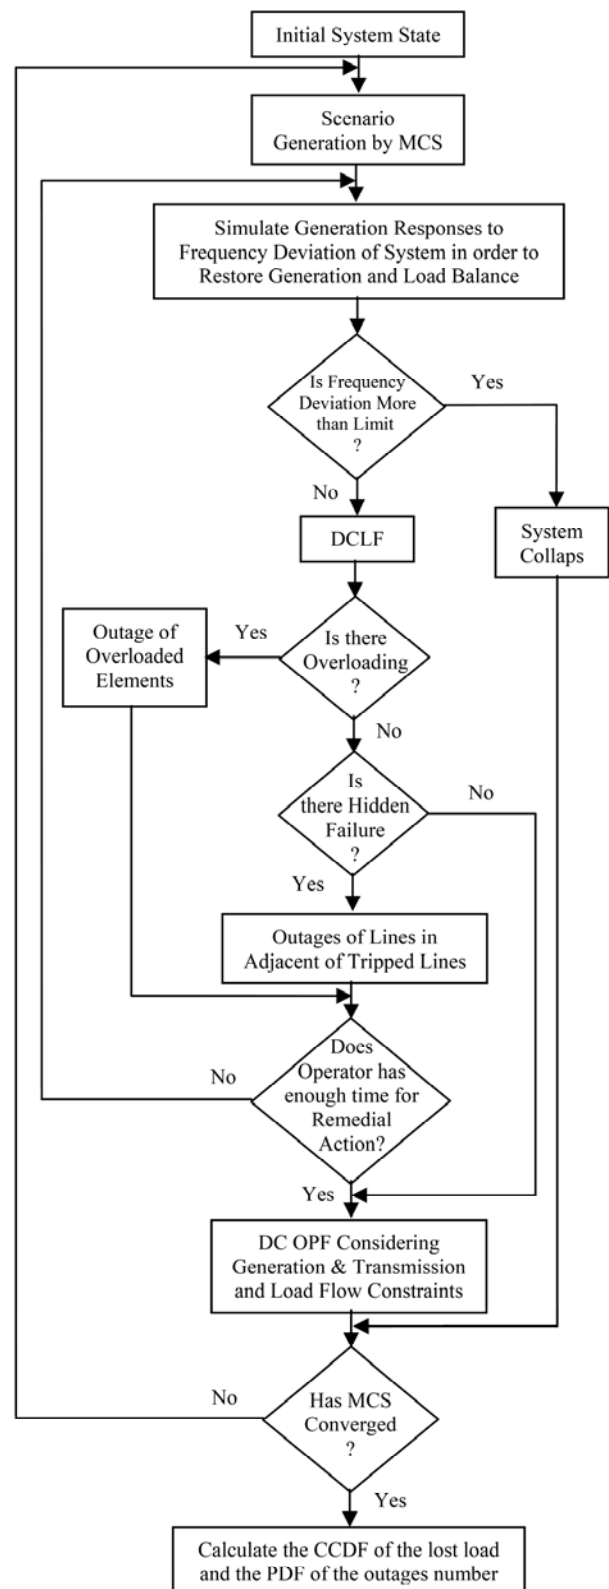 Initial System State
Scenario
Generation by MCS
Simulate Generation Responses to
Frequency Deviation of System in order to
Restore Generation and Load Balance
Is Frequency
Deviation More
than Limit
?
Yes
No
DCLF
System
Collaps
Outage of
Overloaded
Elements
Yes
Is there
Overloading
?
No
Is
there Hidden
Failure
?
No
Yes
Outages of Lines in
Adjacent of Tripped Lines
Does
Operator has
enough time for
Remedial
Action?
No
Yes
DC OPF Considering
Generation & Transmission
and Load Flow Constraints
No
Has MCS
Converged
?
Yes
Calculate the CCDF of the lost load
and the PDF of the outages number